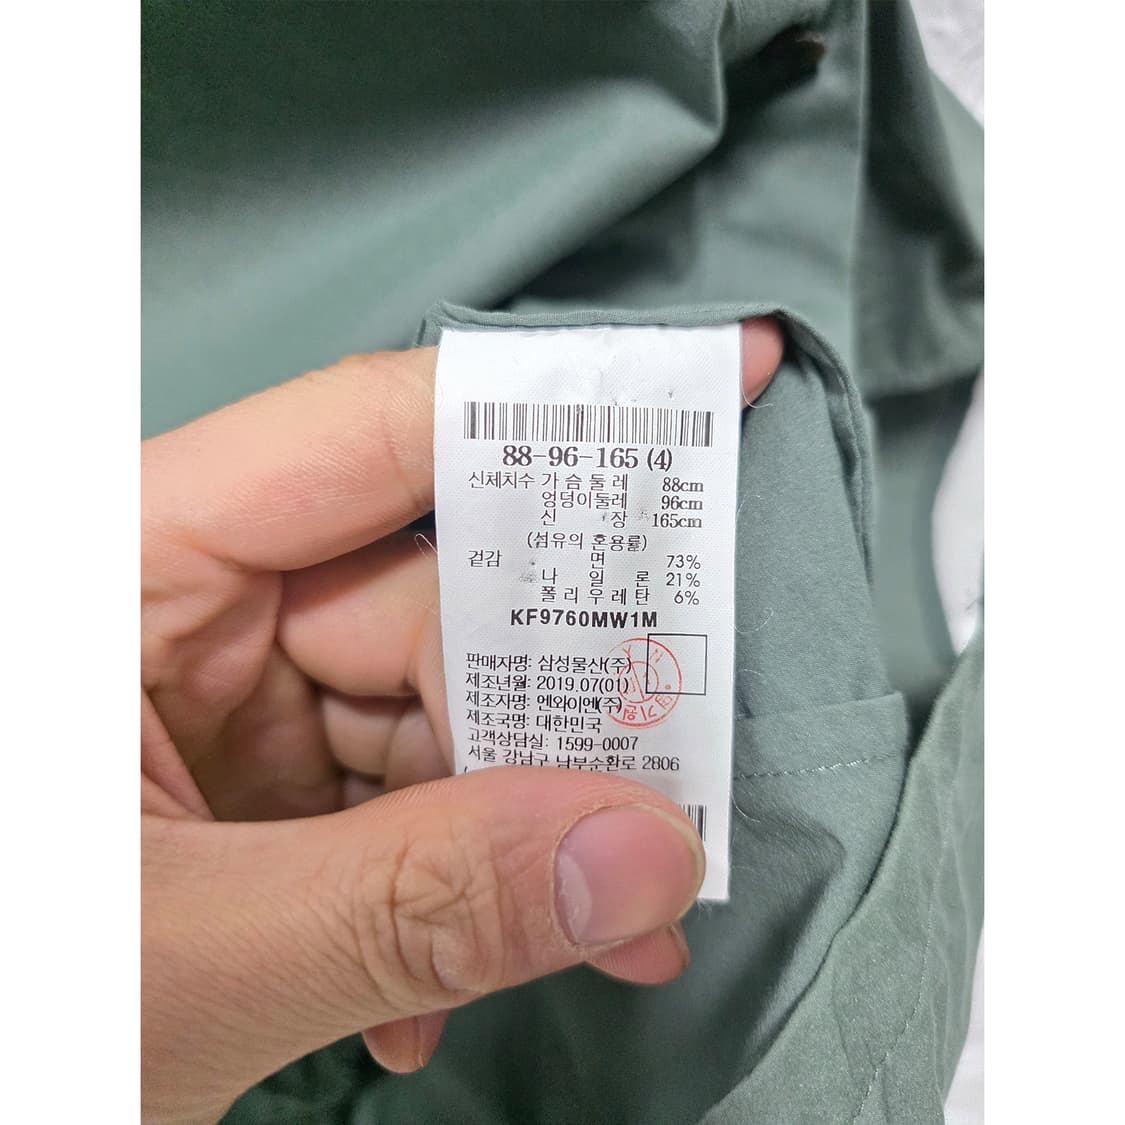 88-96-165 (4)
신체치수 가 슴 둘 레 88cm
엉덩이둘레 96cm
신 장 165cm
(섬유의 혼용률)
겉감 면 73%
나 일 론 21%
폴 리 우 레 탄 6%
KF9760MW1M
판매자명: 삼성물산(주)
제조년월: 2019.07(01)
제조자명: 엔와이엔(주)
제조국명: 대한민국
고객상담실: 1599-0007
서울 강남구 남부순환로 2806